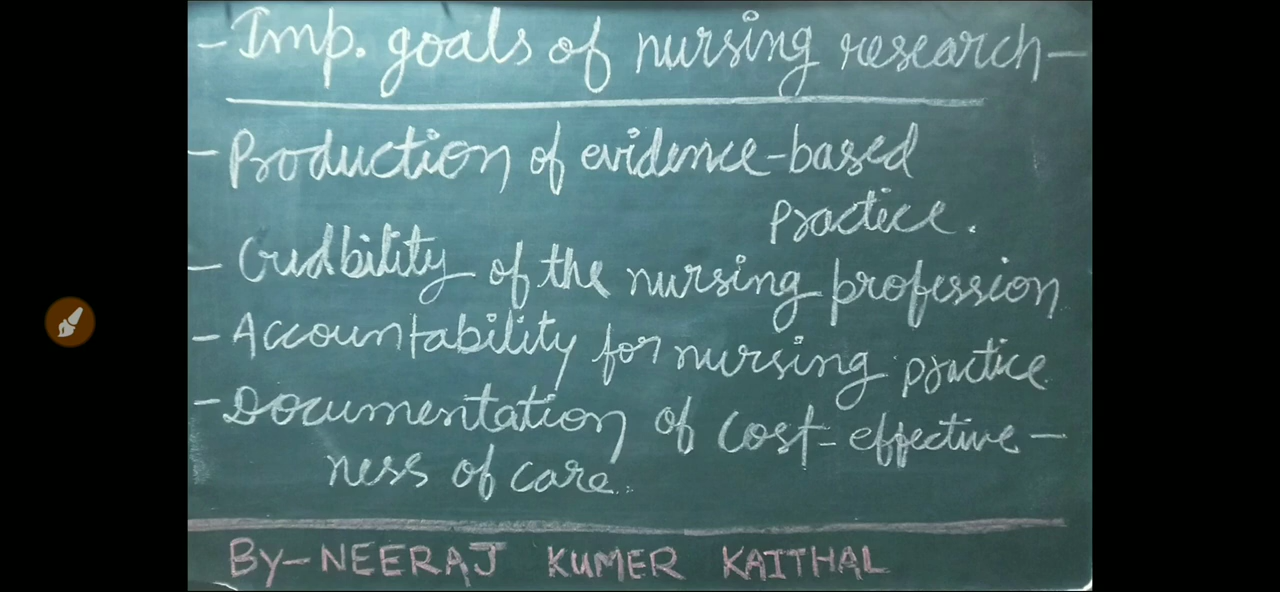 - Imp. goals of nursing research -
- Production of evidence-based
practice.
- Credbility of the nursing profession
- Accountability for nursing practice
- Documentation of cost-effective-
ness of care.
By-NEERAJ KUMER KAITHAL